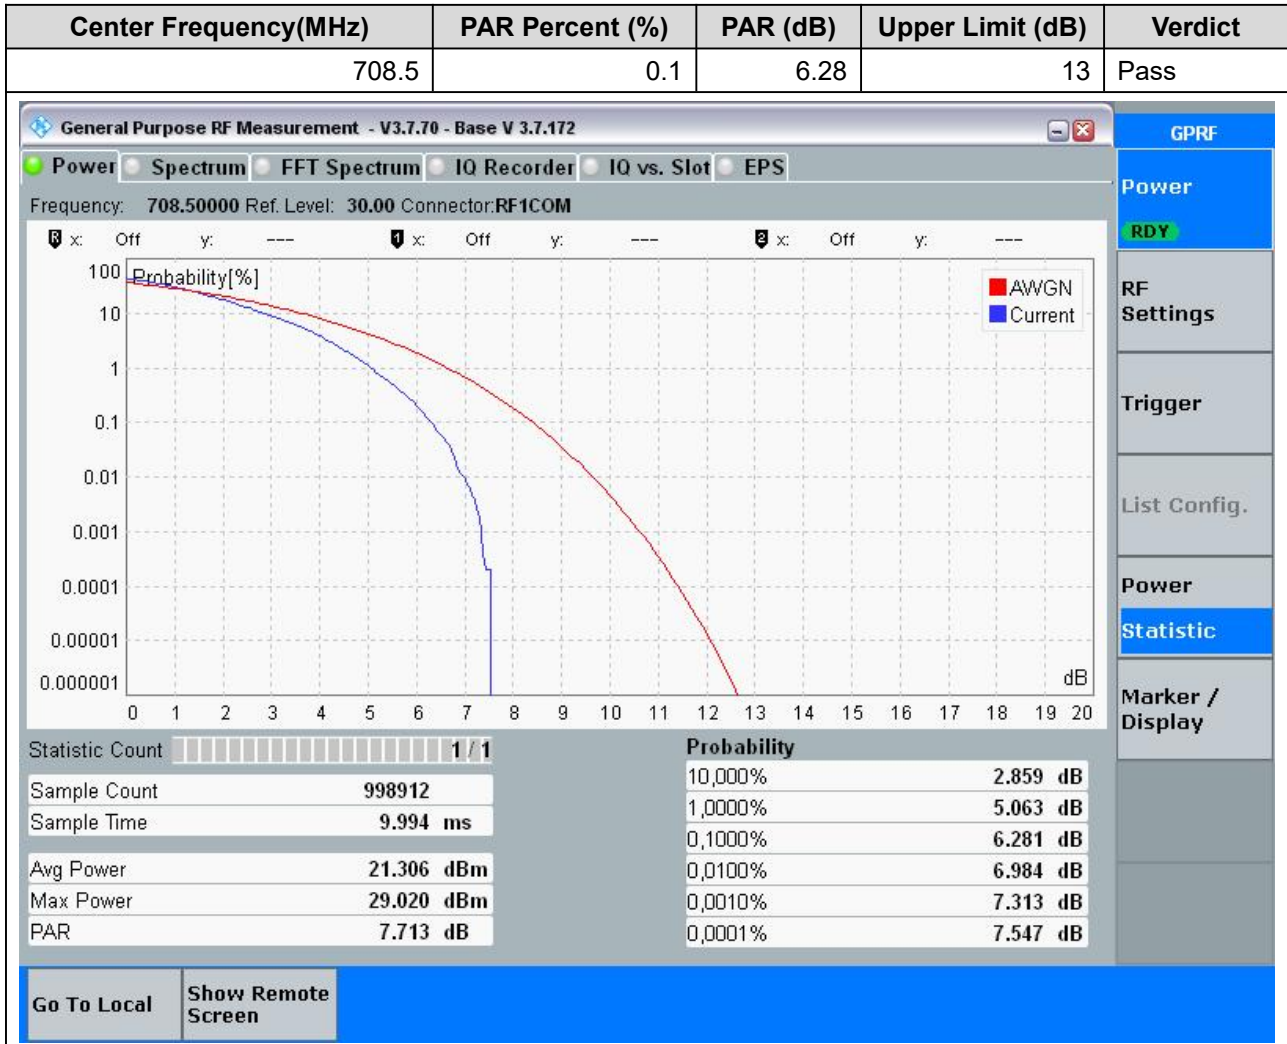 Center Frequency(MHz) PAR Percent (%) PAR (dB) Upper Limit (dB) Verdict
708.5 0.1 6.28 13 Pass
General Purpose RF Measurement - V3.7.70 - Base V 3.7.172
GPRF
Power Spectrum FFT Spectrum IQ Recorder IQ vs. Slot EPS
Frequency: 708.50000 Ref. Level: 30.00 Connector:RF1COM
R x: Off y: --- 1 x: Off y: --- 2 x: Off y: ---
Probability[%]
AWGN
Current
100
10
1
0.1
0.01
0.001
0.0001
0.00001
0.000001
dB
0 1 2 3 4 5 6 7 8 9 10 11 12 13 14 15 16 17 18 19 20
Statistic Count 1 / 1
Sample Count 998912
Sample Time 9.994 ms
Avg Power 21.306 dBm
Max Power 29.020 dBm
PAR 7.713 dB
Probability
10,000% 2.859 dB
1,0000% 5.063 dB
0,1000% 6.281 dB
0,0100% 6.984 dB
0,0010% 7.313 dB
0,0001% 7.547 dB
Power
RDY
RF
Settings
Trigger
List Config.
Power
Statistic
Marker /
Display
Go To Local
Show Remote
Screen